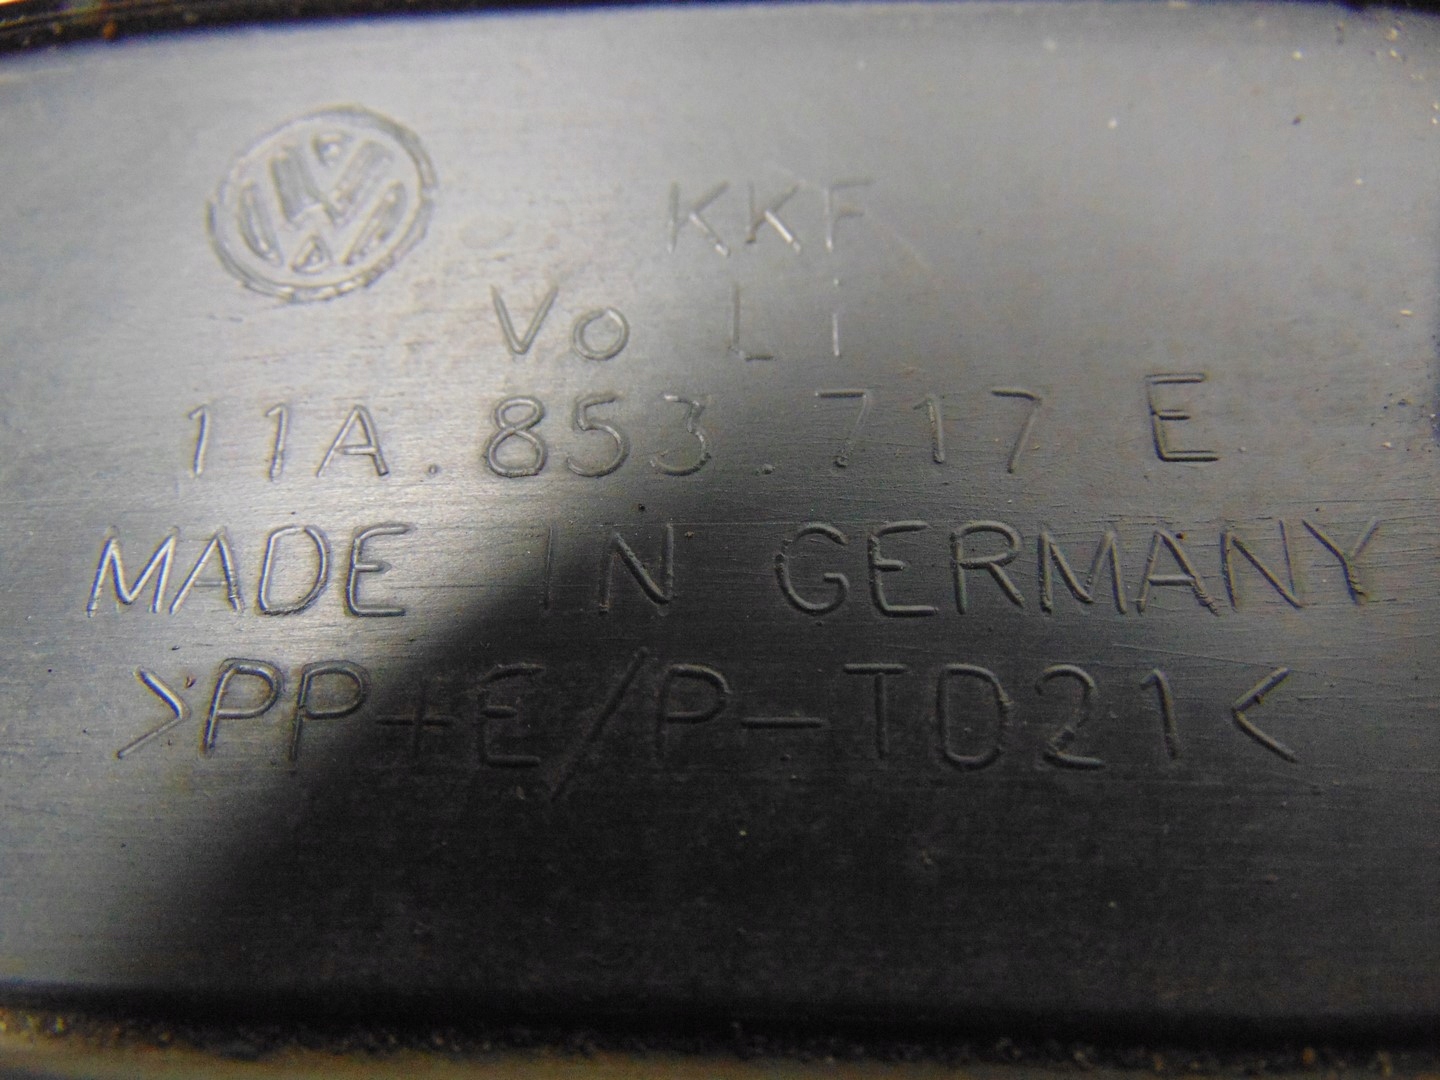 KKF
Vo Li
11A.853.717 E
MADE IN GERMANY
>PP+E/P-TD21<